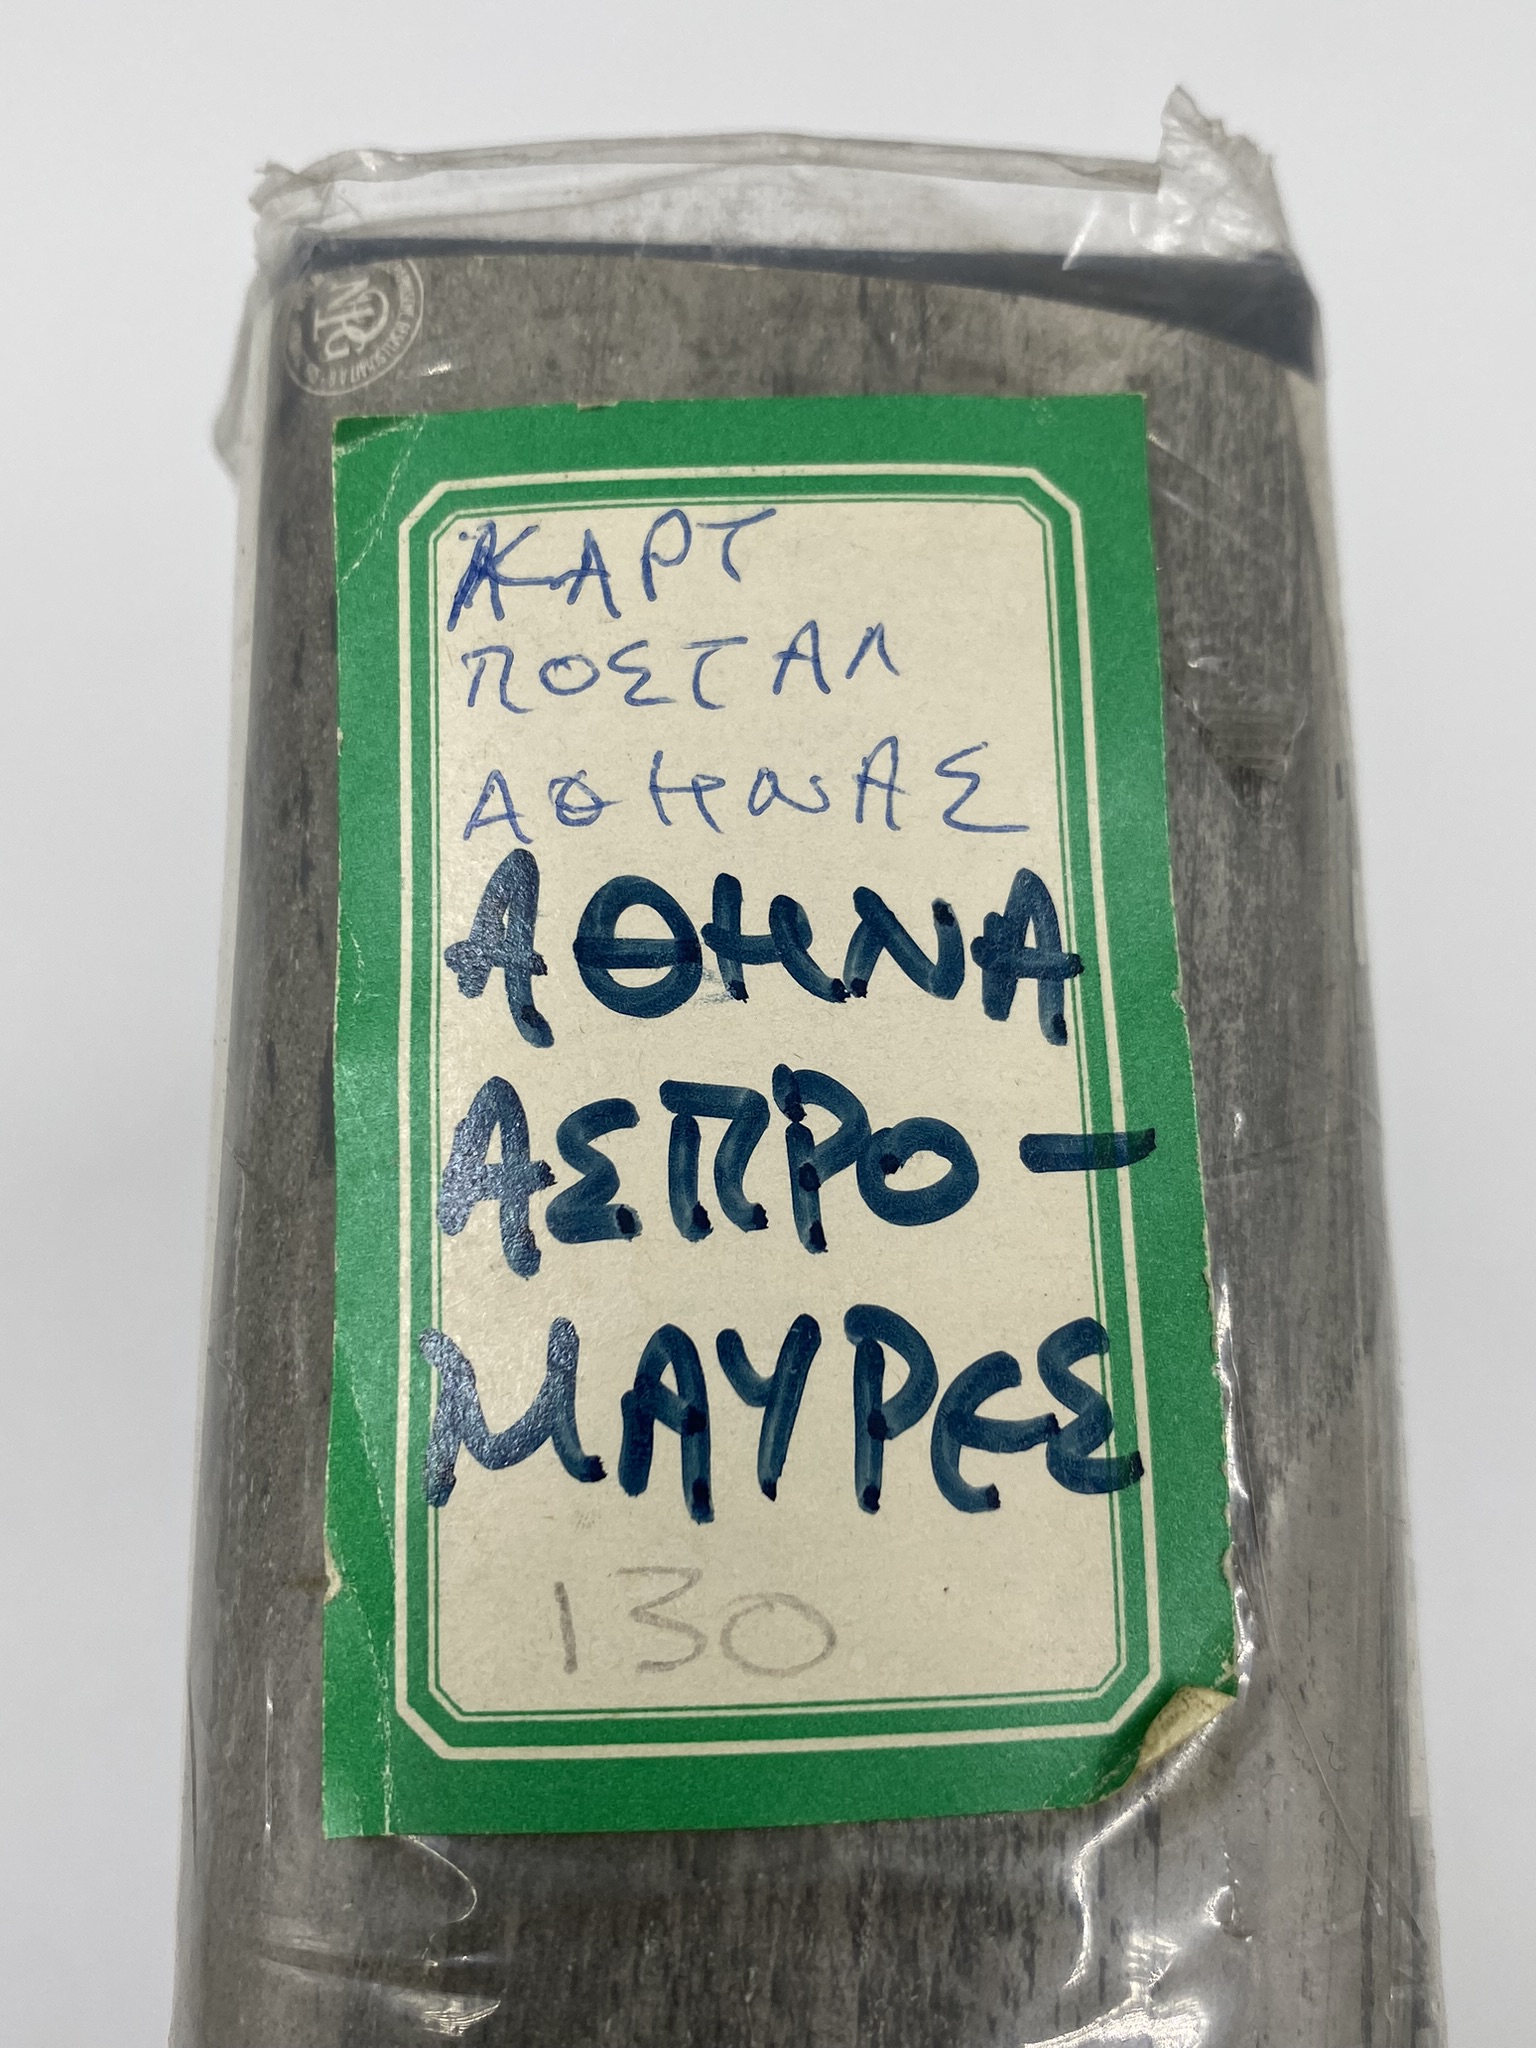 ΚΑΡΤ
ΠΟΣΤΑΛ
ΑΘΗΝΑΣ
ΑΘΗΝΑ
ΑΣΠΡΟ-
ΜΑΥΡΕΣ
130